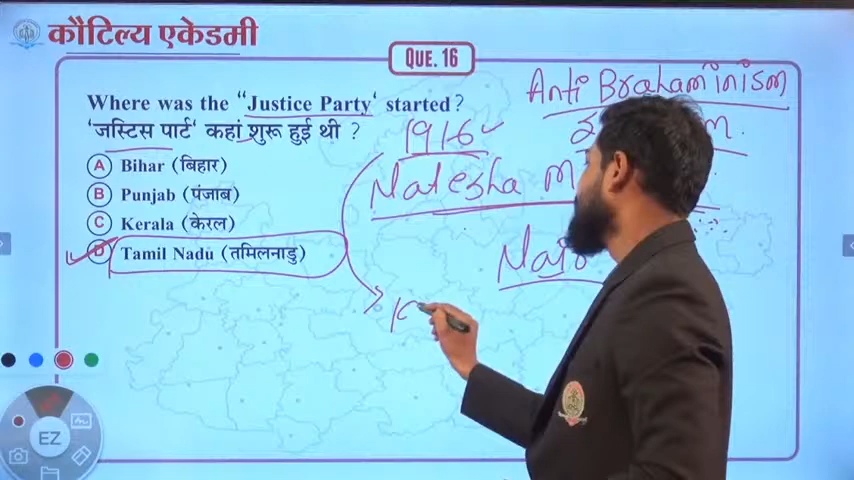 कौटिल्य एकेडमी
QUE. 16
Where was the “Justice Party‘ started?
‘जस्टिस पार्ट‘ कहां शुरू हुई थी ?
A Bihar (बिहार)
B Punjab (पंजाब)
C Kerala (केरल)
D Tamil Nadu (तमिलनाडु)
Anti Brahaminism
1916
Natesha M
EZ